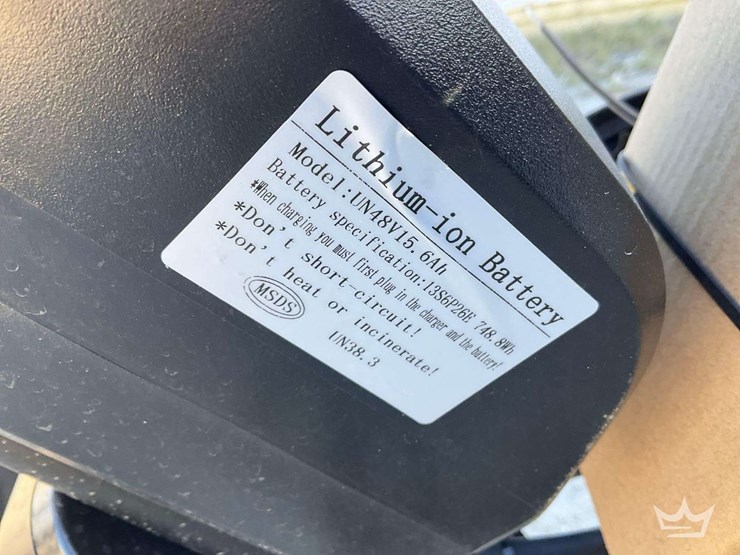 Lithium-ion Battery
Model:UN48V15.6Ah
Battery specification:13S6P26E 748.8Wh
*When charging you must first plug in the charger and the battery!
*Don't short-circuit!
*Don't heat or incinerate!
MSDS
UN38.3